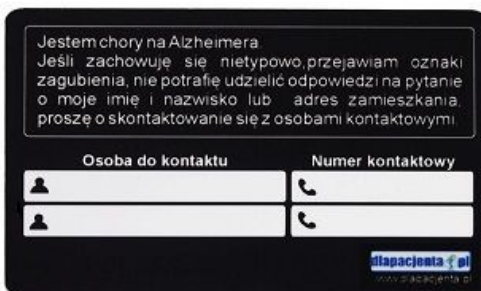 Jestem chory na Alzheimera.
Jeśli zachowuję się nietypowo,przejawiam oznaki
zagubienia, nie potrafię udzielić odpowiedzi na pytanie
o moje imię i nazwisko lub adres zamieszkania,
proszę o skontaktowanie się z osobami kontaktowymi.
Osoba do kontaktu Numer kontaktowy
dlapacjenta.pl
www.dlapacjenta.pl